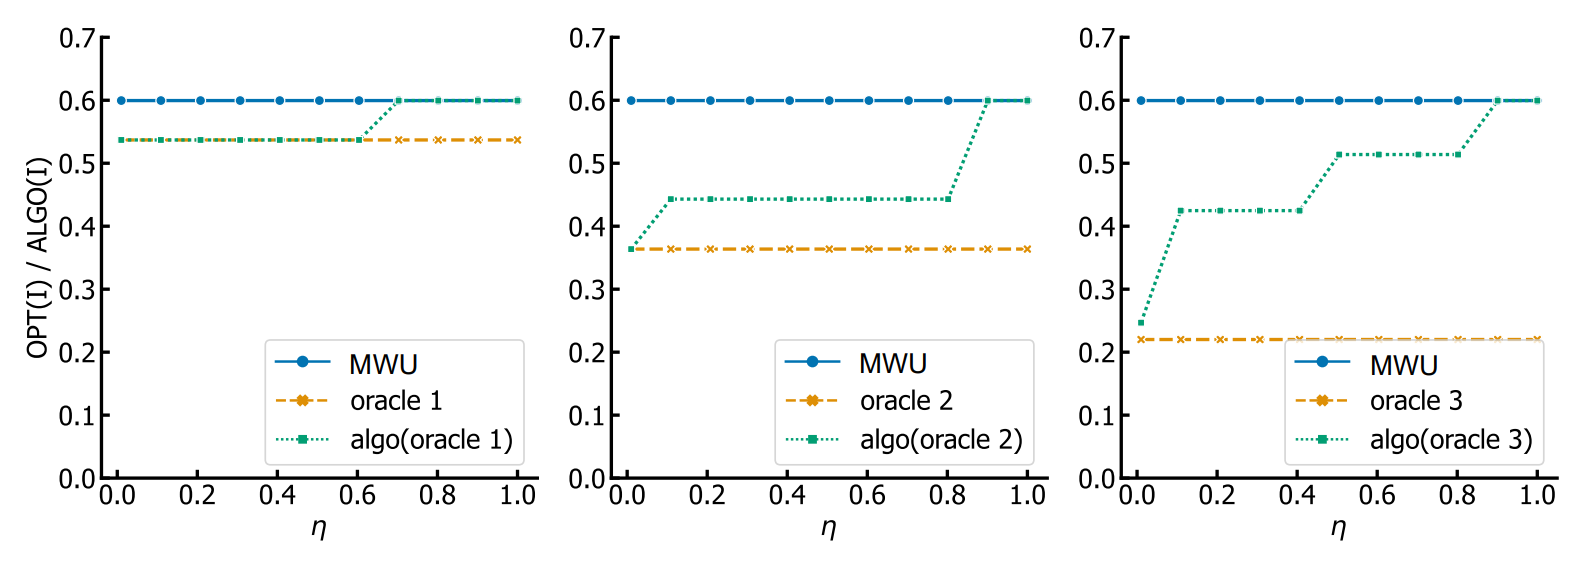 OPT(I) / ALGO(I)
0.7
0.6
0.5
0.4
0.3
0.2
0.1
0.0
0.0 0.2 0.4 0.6 0.8 1.0
η
MWU
oracle 1
algo(oracle 1)
0.7
0.6
0.5
0.4
0.3
0.2
0.1
0.0
0.0 0.2 0.4 0.6 0.8 1.0
η
MWU
oracle 2
algo(oracle 2)
0.7
0.6
0.5
0.4
0.3
0.2
0.1
0.0
0.0 0.2 0.4 0.6 0.8 1.0
η
MWU
oracle 3
algo(oracle 3)